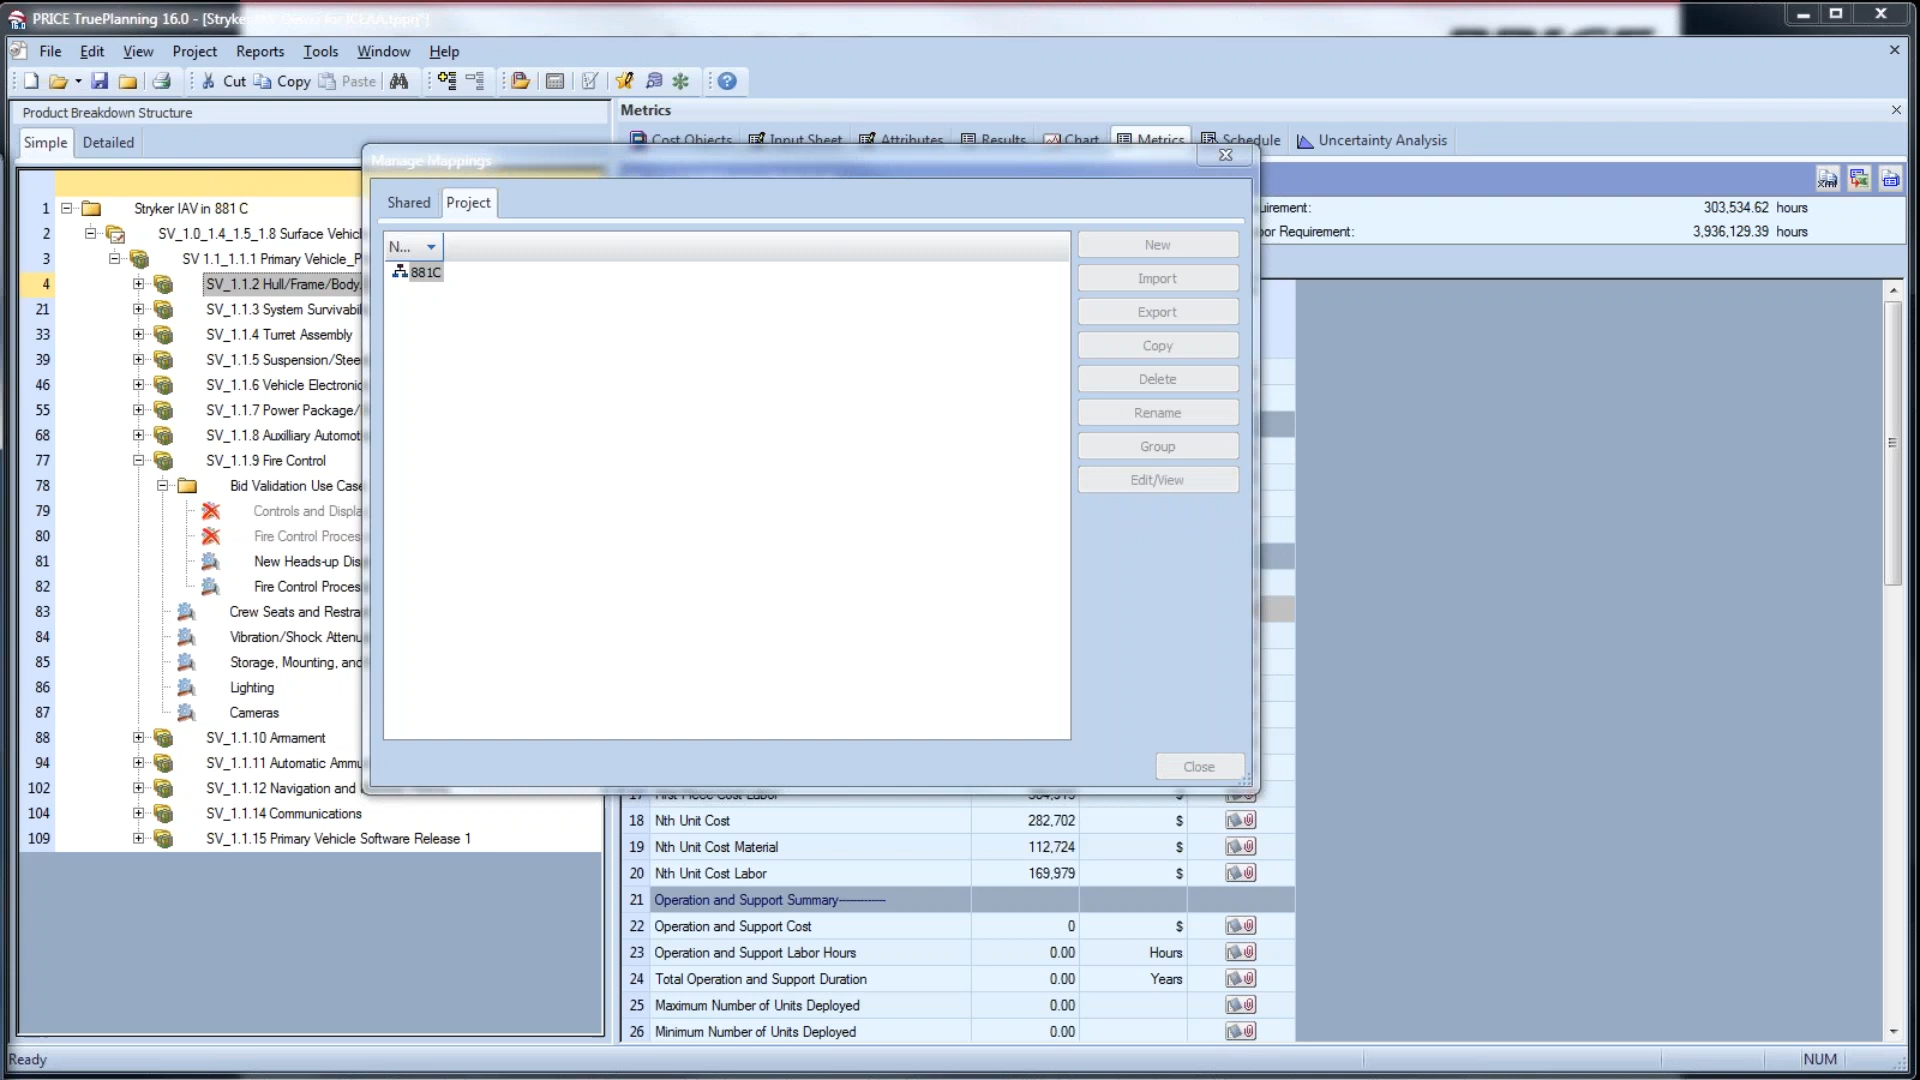 PRICE TruePlanning 16.0 - [Stryker
File Edit View Project Reports Tools Window Help
Cut Copy Paste
Product Breakdown Structure
Simple Detailed
1 Stryker IAV in 881 C
2 SV_1.0_1.4_1.5_1.8 Surface Vehicl
3 SV 1.1_1.1.1 Primary Vehicle_P
4 SV_1.1.2 Hull/Frame/Body
21 SV_1.1.3 System Survivabil
33 SV_1.1.4 Turret Assembly
39 SV_1.1.5 Suspension/Stee
46 SV_1.1.6 Vehicle Electronic
55 SV_1.1.7 Power Package/
68 SV_1.1.8 Auxilliary Automot
77 SV_1.1.9 Fire Control
78 Bid Validation Use Case
79 Controls and Displa
80 Fire Control Proces
81 New Heads-up Dis
82 Fire Control Proces
83 Crew Seats and Restra
84 Vibration/Shock Attenu
85 Storage, Mounting, and
86 Lighting
87 Cameras
88 SV_1.1.10 Armament
94 SV_1.1.11 Automatic Ammu
102 SV_1.1.12 Navigation and
104 SV_1.1.14 Communications
109 SV_1.1.15 Primary Vehicle Software Release 1
Metrics
Cost Objects Input Sheet Attributes Results Chart Metrics Schedule Uncertainty Analysis
uirement: 303,534.62 hours
or Requirement: 3,936,129.39 hours
Manage Mappings
Shared Project
N...
881C
New
Import
Export
Copy
Delete
Rename
Group
Edit/View
Close
17 First Piece Cost Labor $
18 Nth Unit Cost 282,702 $
19 Nth Unit Cost Material 112,724 $
20 Nth Unit Cost Labor 169,979 $
21 Operation and Support Summary-------------
22 Operation and Support Cost 0 $
23 Operation and Support Labor Hours 0.00 Hours
24 Total Operation and Support Duration 0.00 Years
25 Maximum Number of Units Deployed 0.00
26 Minimum Number of Units Deployed 0.00
Ready NUM